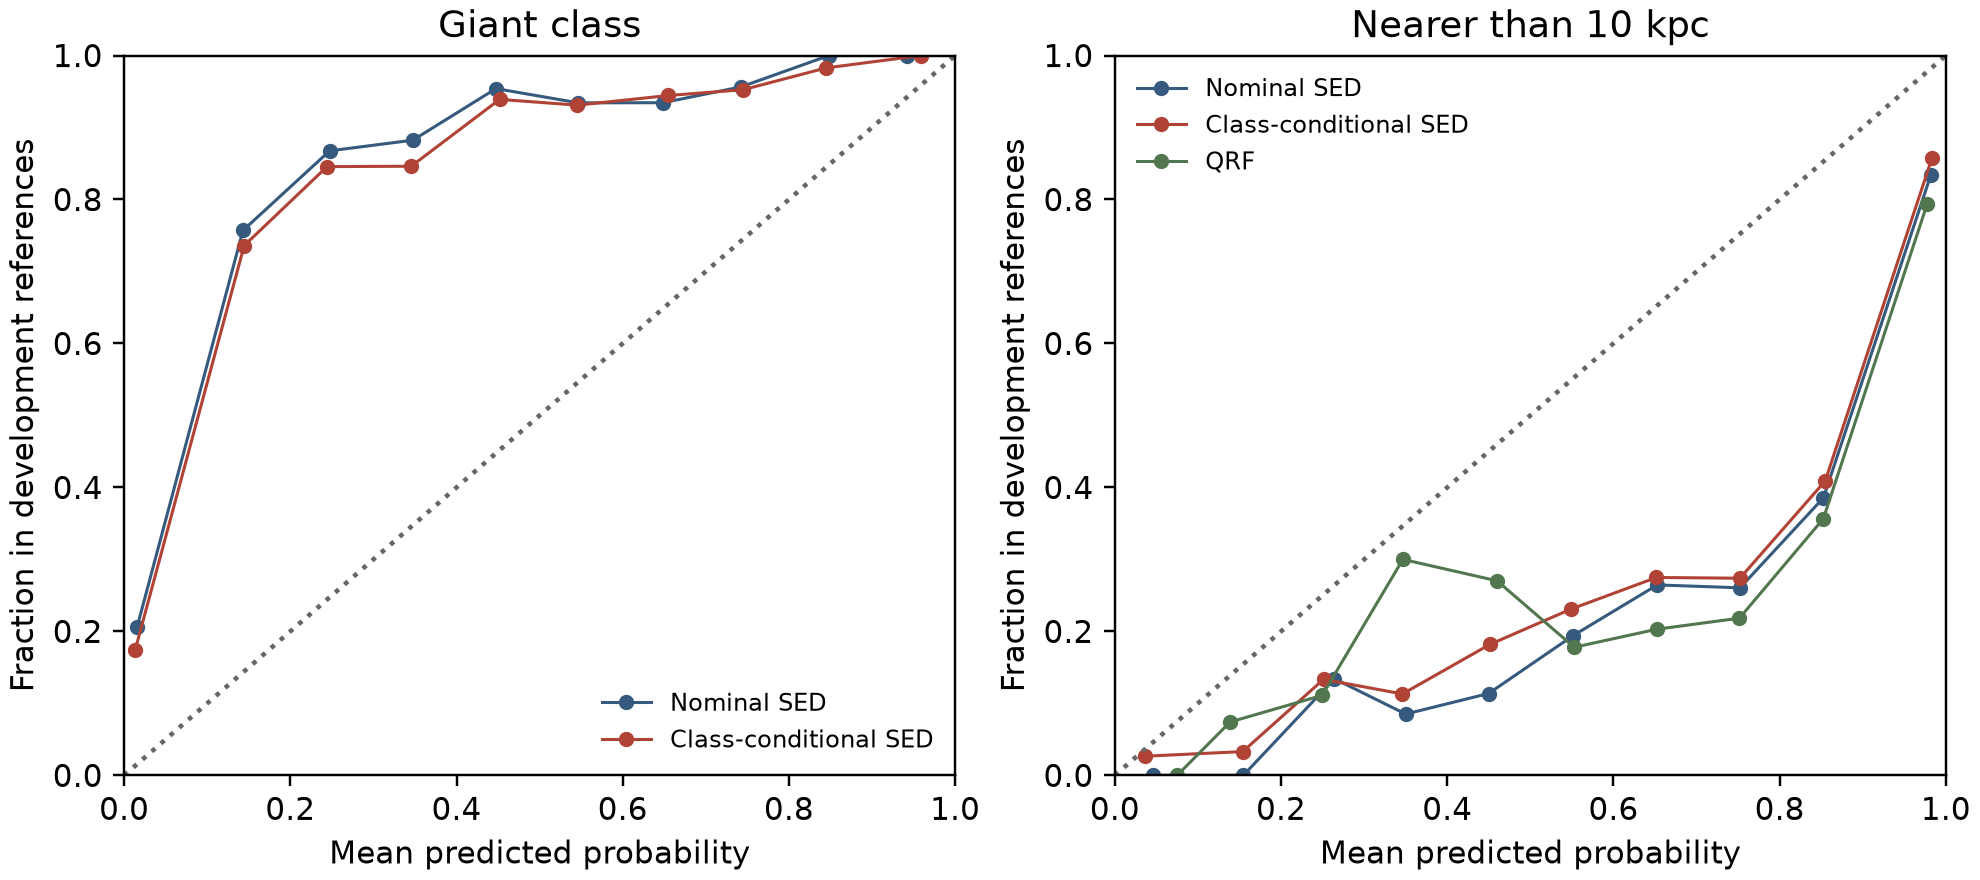 Giant class
1.0
0.8
0.6
0.4
0.2
0.0
Fraction in development references
Nominal SED
Class-conditional SED
0.0 0.2 0.4 0.6 0.8 1.0
Mean predicted probability
Nearer than 10 kpc
1.0
0.8
0.6
0.4
0.2
0.0
Fraction in development references
Nominal SED
Class-conditional SED
QRF
0.0 0.2 0.4 0.6 0.8 1.0
Mean predicted probability